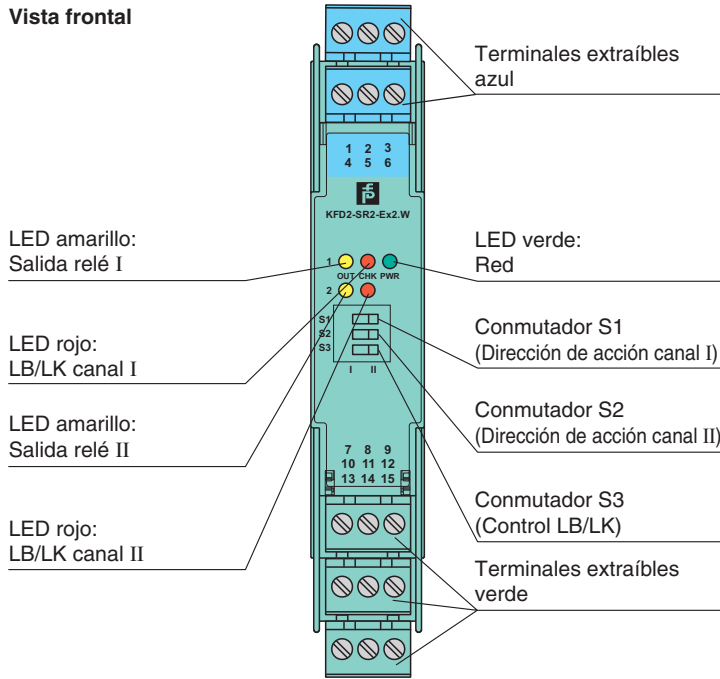 Vista frontal
Terminales extraíbles
azul
1 2 3
4 5 6
KFD2-SR2-Ex2.W
LED amarillo:
Salida relé I
LED verde:
Red
1
OUT CHK PWR
2
LED rojo:
LB/LK canal I
S1
S2
S3
I II
Conmutador S1
(Dirección de acción canal I)
LED amarillo:
Salida relé II
Conmutador S2
(Dirección de acción canal II)
7 8 9
10 11 12
13 14 15
LED rojo:
LB/LK canal II
Conmutador S3
(Control LB/LK)
Terminales extraíbles
verde